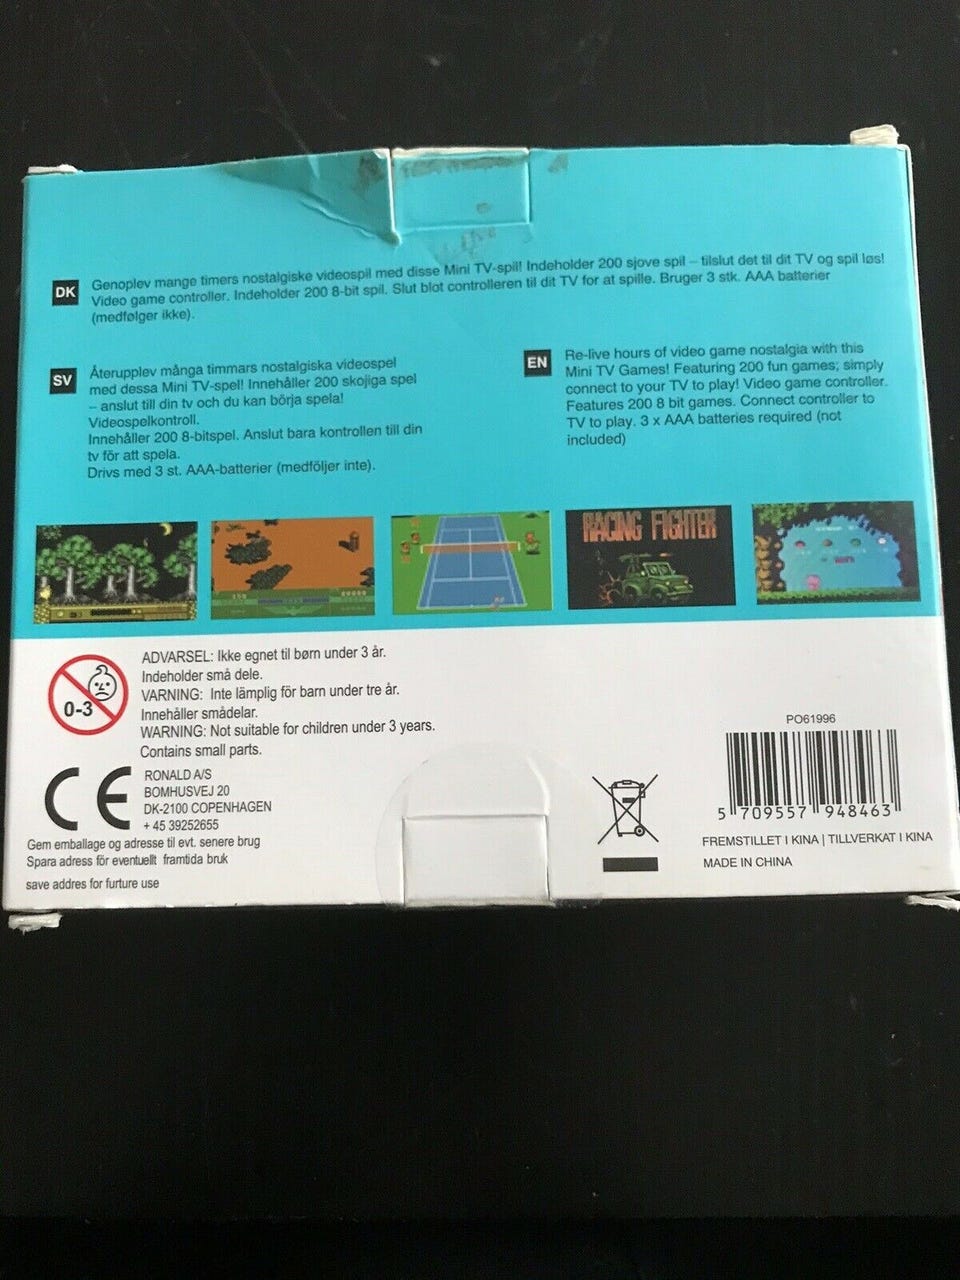 DK
Genoplev mange timers nostalgiske videospil med disse Mini TV-spil! Indeholder 200 sjove spil – tilslut det til dit TV og spil løs!
Video game controller. Indeholder 200 8-bit spil. Slut blot controlleren til dit TV for at spille. Bruger 3 stk. AAA batterier
(medfølger ikke).
SV
Återupplev många timmars nostalgiska videospel
med dessa Mini TV-spel! Innehåller 200 skojiga spel
– anslut till din tv och du kan börja spela!
Videospelkontroll.
Innehåller 200 8-bitspel. Anslut bara kontrollen till din
tv för att spela.
Drivs med 3 st. AAA-batterier (medföljer inte).
EN
Re-live hours of video game nostalgia with this
Mini TV Games! Featuring 200 fun games; simply
connect to your TV to play! Video game controller.
Features 200 8 bit games. Connect controller to
TV to play. 3 x AAA batteries required (not
included)
RACING FIGHTER
0-3
ADVARSEL: Ikke egnet til børn under 3 år.
Indeholder små dele.
VARNING: Inte lämplig för barn under tre år.
Innehåller smådelar.
WARNING: Not suitable for children under 3 years.
Contains small parts.
CE
RONALD A/S
BOMHUSVEJ 20
DK-2100 COPENHAGEN
+ 45 39252655
Gem emballage og adresse til evt. senere brug
Spara adress för eventuellt framtida bruk
save addres for furture use
PO61996
5 709557 948463
FREMSTILLET I KINA | TILLVERKAT I KINA
MADE IN CHINA